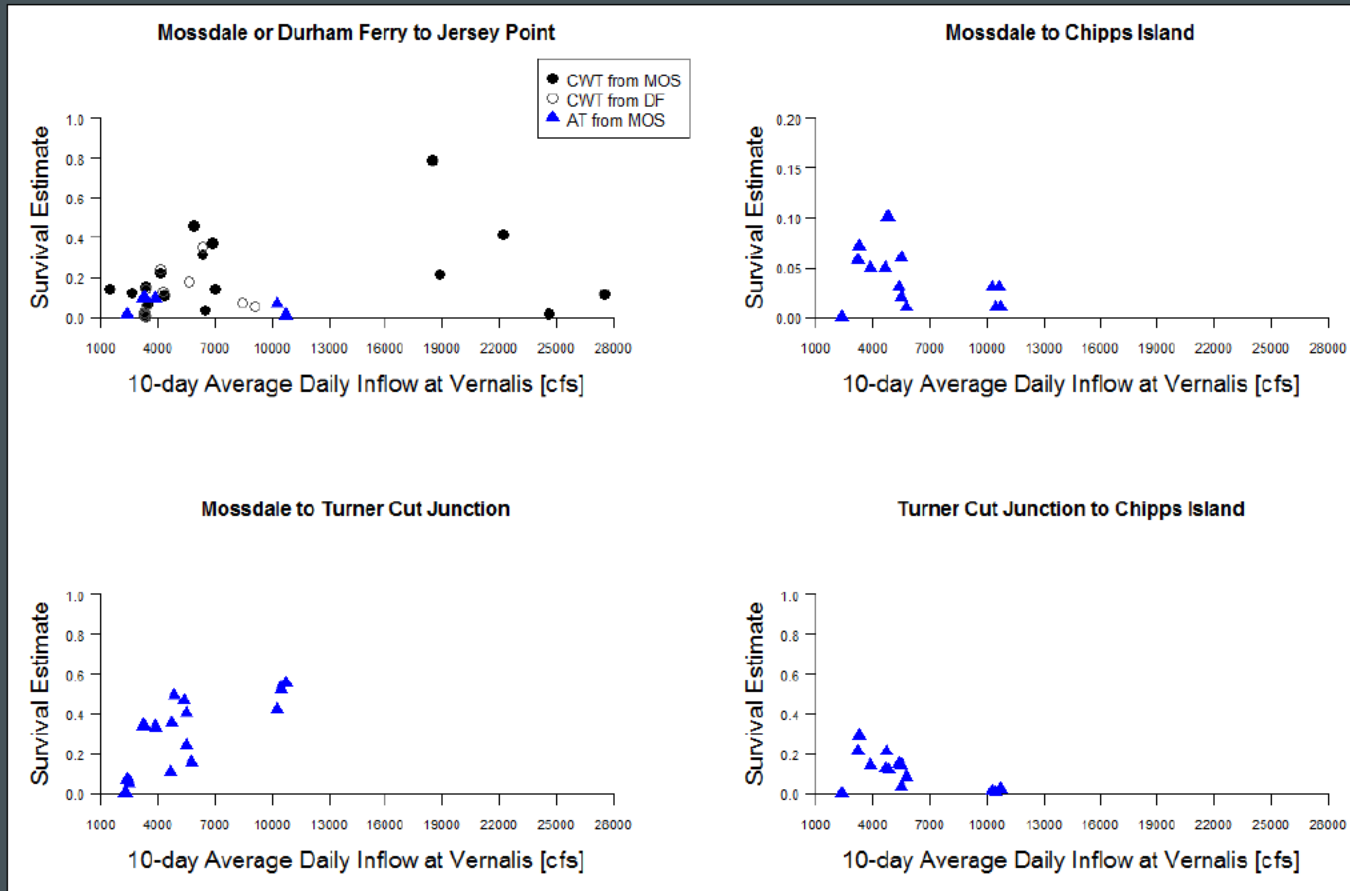 Mossdale or Durham Ferry to Jersey Point
CWT from MOS
CWT from DF
AT from MOS
Survival Estimate
1.0
0.8
0.6
0.4
0.2
0.0
1000 4000 7000 10000 13000 16000 19000 22000 25000 28000
10-day Average Daily Inflow at Vernalis [cfs]
Mossdale to Chipps Island
Survival Estimate
0.20
0.15
0.10
0.05
0.00
1000 4000 7000 10000 13000 16000 19000 22000 25000 28000
10-day Average Daily Inflow at Vernalis [cfs]
Mossdale to Turner Cut Junction
Survival Estimate
1.0
0.8
0.6
0.4
0.2
0.0
1000 4000 7000 10000 13000 16000 19000 22000 25000 28000
10-day Average Daily Inflow at Vernalis [cfs]
Turner Cut Junction to Chipps Island
Survival Estimate
1.0
0.8
0.6
0.4
0.2
0.0
1000 4000 7000 10000 13000 16000 19000 22000 25000 28000
10-day Average Daily Inflow at Vernalis [cfs]